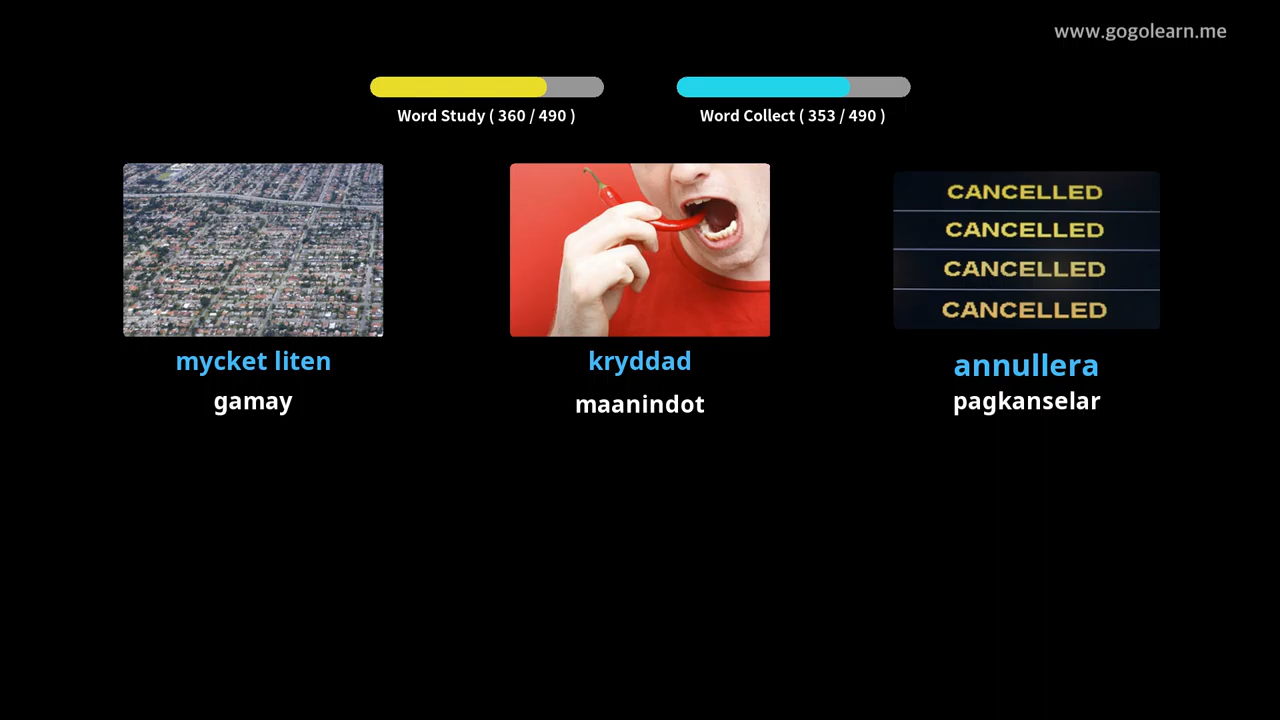 www.gogolearn.me
Word Study ( 360 / 490 )
Word Collect ( 353 / 490 )
CANCELLED
CANCELLED
CANCELLED
CANCELLED
mycket liten
gamay
kryddad
maanindot
annullera
pagkanselar